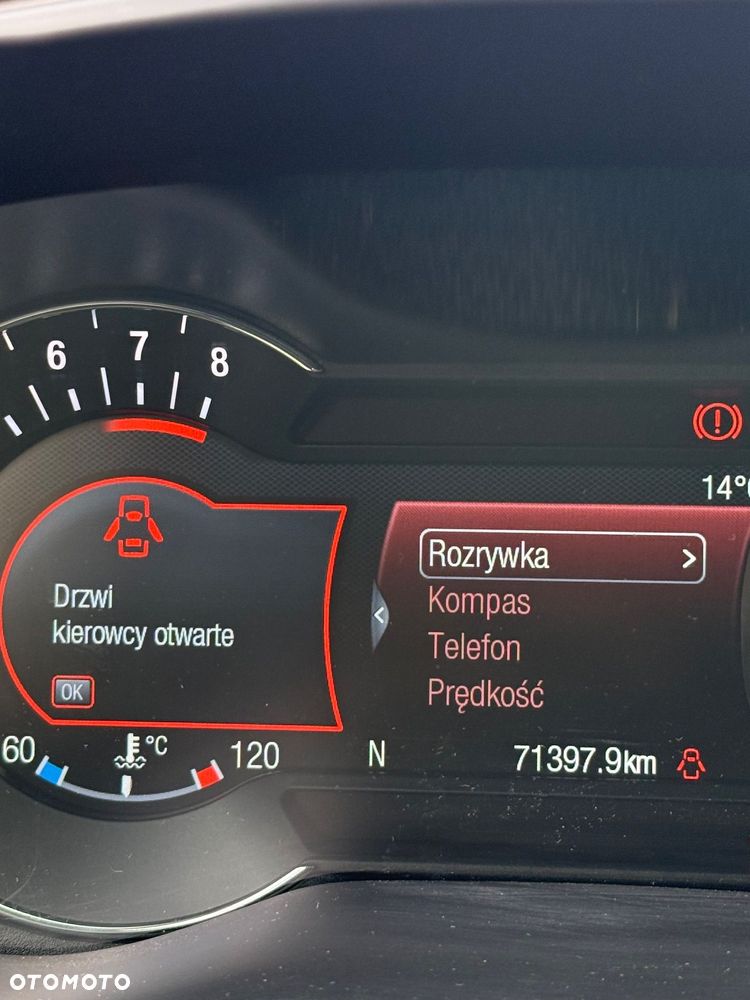 6
7
8
14°
Drzwi
kierowcy otwarte
OK
Rozrywka >
Kompas
<
Telefon
Prędkość
60
°C
120
N
71397.9km
OTOMOTO